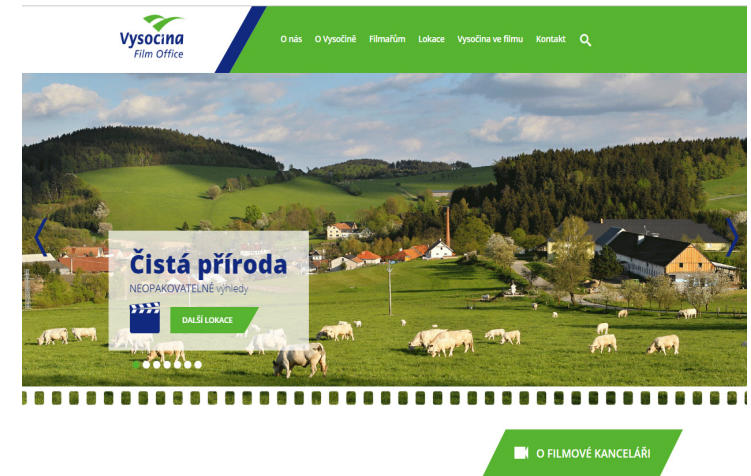 Vysočina
Film Office
O nás O Vysočině Filmařům Lokace Vysočina ve filmu Kontakt
Čistá příroda
NEOPAKOVATELNÉ výhledy
DALŠÍ LOKACE
O FILMOVÉ KANCELÁŘI